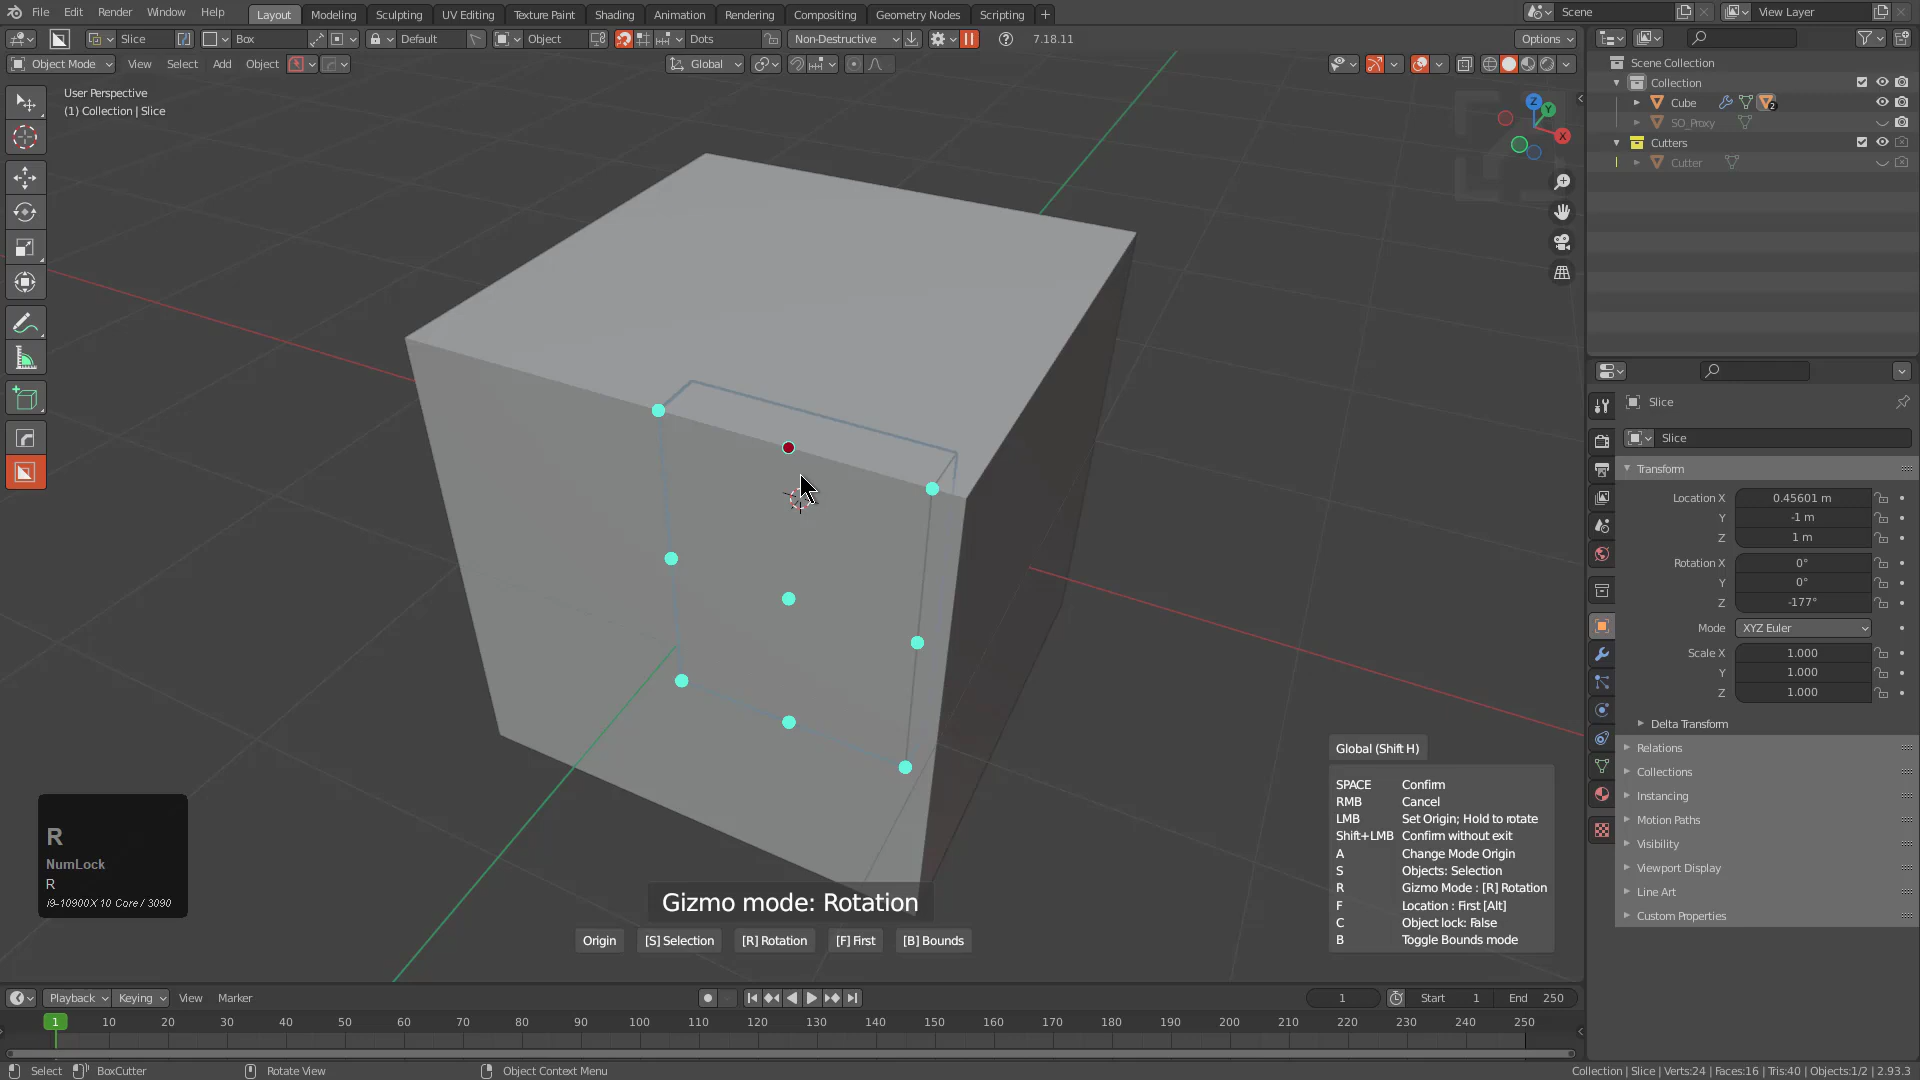 File Edit Render Window Help Layout Modeling Sculpting UV Editing Texture Paint Shading Animation Rendering Compositing Geometry Nodes Scripting + Scene View Layer
Slice Box Default Object Dots Non-Destructive 7.18.11 Options
Object Mode View Select Add Object Global
User Perspective
(1) Collection | Slice
Z
Y
X
Scene Collection
Collection
Cube 2
SO_Proxy
Cutters
Cutter
Slice
Slice
Transform
Location X 0.45601 m
Y -1 m
Z 1 m
Rotation X 0°
Y 0°
Z -177°
Mode XYZ Euler
Scale X 1.000
Y 1.000
Z 1.000
Delta Transform
Relations
Collections
Instancing
Motion Paths
Visibility
Viewport Display
Line Art
Custom Properties
Global (Shift H)
SPACE Confirm
RMB Cancel
LMB Set Origin; Hold to rotate
Shift+LMB Confirm without exit
A Change Mode Origin
S Objects: Selection
R Gizmo Mode : [R] Rotation
F Location : First [Alt]
C Object lock: False
B Toggle Bounds mode
R
NumLock
R
i9-10900X 10 Core / 3090
Gizmo mode: Rotation
Origin [S] Selection [R] Rotation [F] First [B] Bounds
Playback Keying View Marker 1 Start 1 End 250
1 10 20 30 40 50 60 70 80 90 100 110 120 130 140 150 160 170 180 190 200 210 220 230 240 250
Select BoxCutter Rotate View Object Context Menu Collection | Slice | Verts:24 | Faces:16 | Tris:40 | Objects:1/2 | 2.93.3